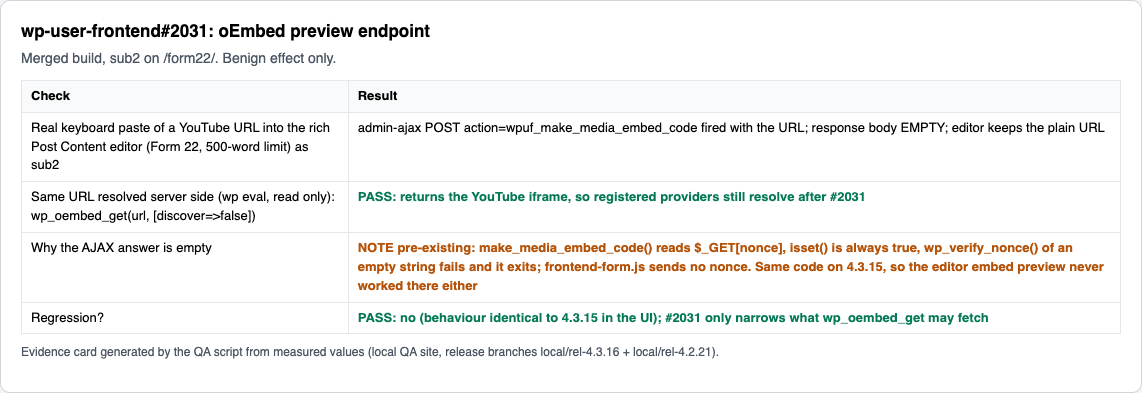 wp-user-frontend#2031: oEmbed preview endpoint
Merged build, sub2 on /form22/. Benign effect only.
Check
Result
Real keyboard paste of a YouTube URL into the rich
Post Content editor (Form 22, 500-word limit) as
sub2
admin-ajax POST action=wpuf_make_media_embed_code fired with the URL; response body EMPTY; editor keeps the plain URL
Same URL resolved server side (wp eval, read only):
wp_oembed_get(url, [discover=>false])
PASS: returns the YouTube iframe, so registered providers still resolve after #2031
Why the AJAX answer is empty
NOTE pre-existing: make_media_embed_code() reads $_GET[nonce], isset() is always true, wp_verify_nonce() of an
empty string fails and it exits; frontend-form.js sends no nonce. Same code on 4.3.15, so the editor embed preview never
worked there either
Regression?
PASS: no (behaviour identical to 4.3.15 in the UI); #2031 only narrows what wp_oembed_get may fetch
Evidence card generated by the QA script from measured values (local QA site, release branches local/rel-4.3.16 + local/rel-4.2.21).